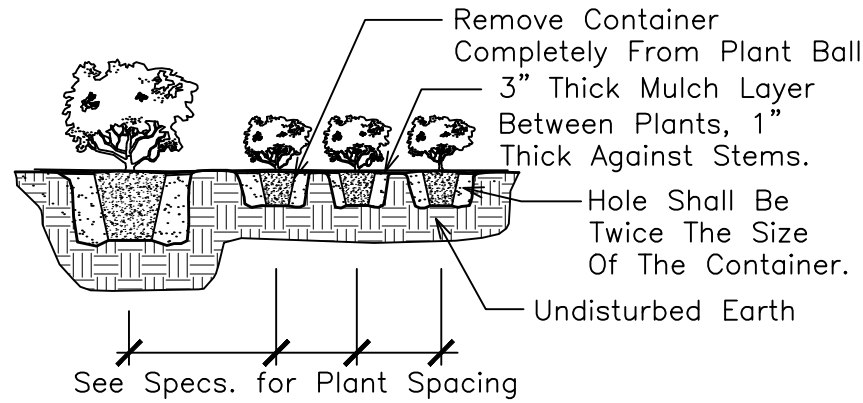 Remove Container
Completely From Plant Ball
3” Thick Mulch Layer
Between Plants, 1”
Thick Against Stems.
Hole Shall Be
Twice The Size
Of The Container.
Undisturbed Earth
See Specs. for Plant Spacing